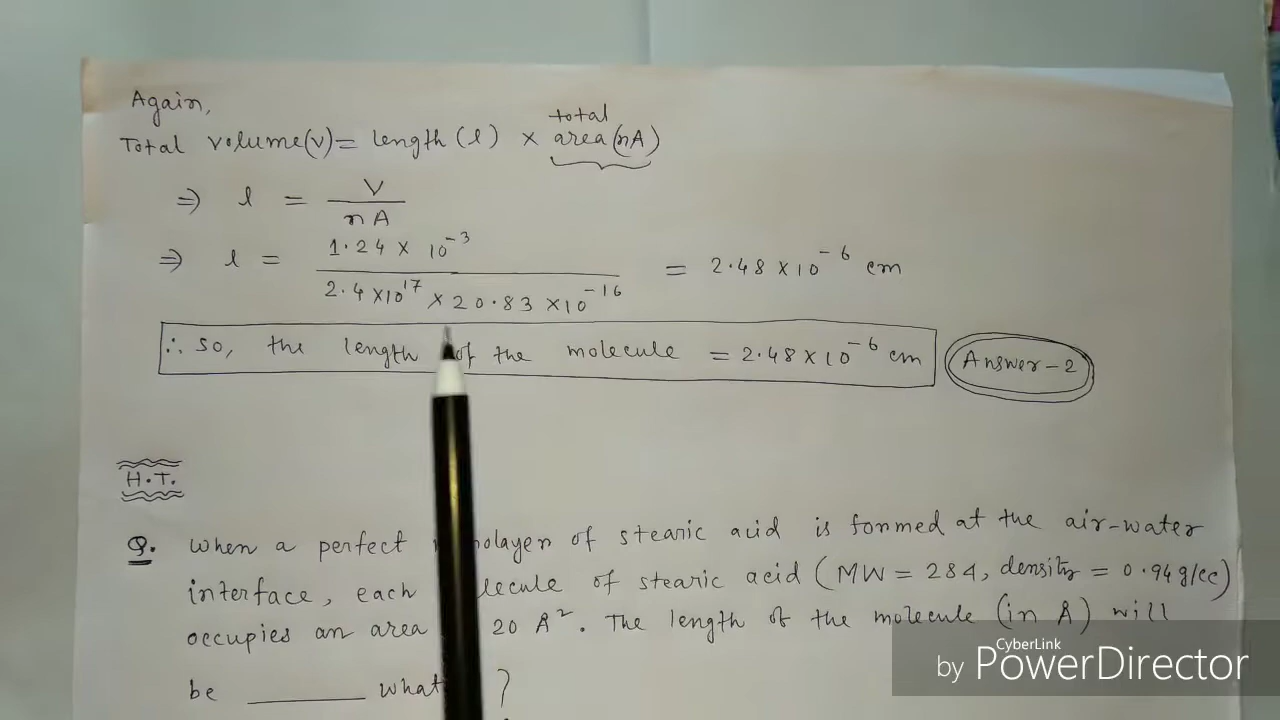 Again,
total
Total volume(v) = length (l) × area (nA)
⇒ l = V / nA
⇒ l = 1.24 × 10⁻³ / 2.4 × 10¹⁷ × 20.83 × 10⁻¹⁶ = 2.48 × 10⁻⁶ cm
∴ so, the length of the molecule = 2.48 × 10⁻⁶ cm Answer-2
H.T.
Q. When a perfect of stearic acid is formed at the air-water
interface, each of stearic acid (MW = 284, density = 0.94 g/cc)
occupies an area 20 Å². The length of the molecule (in Å) will
be ______ what ?
CyberLink
by PowerDirector